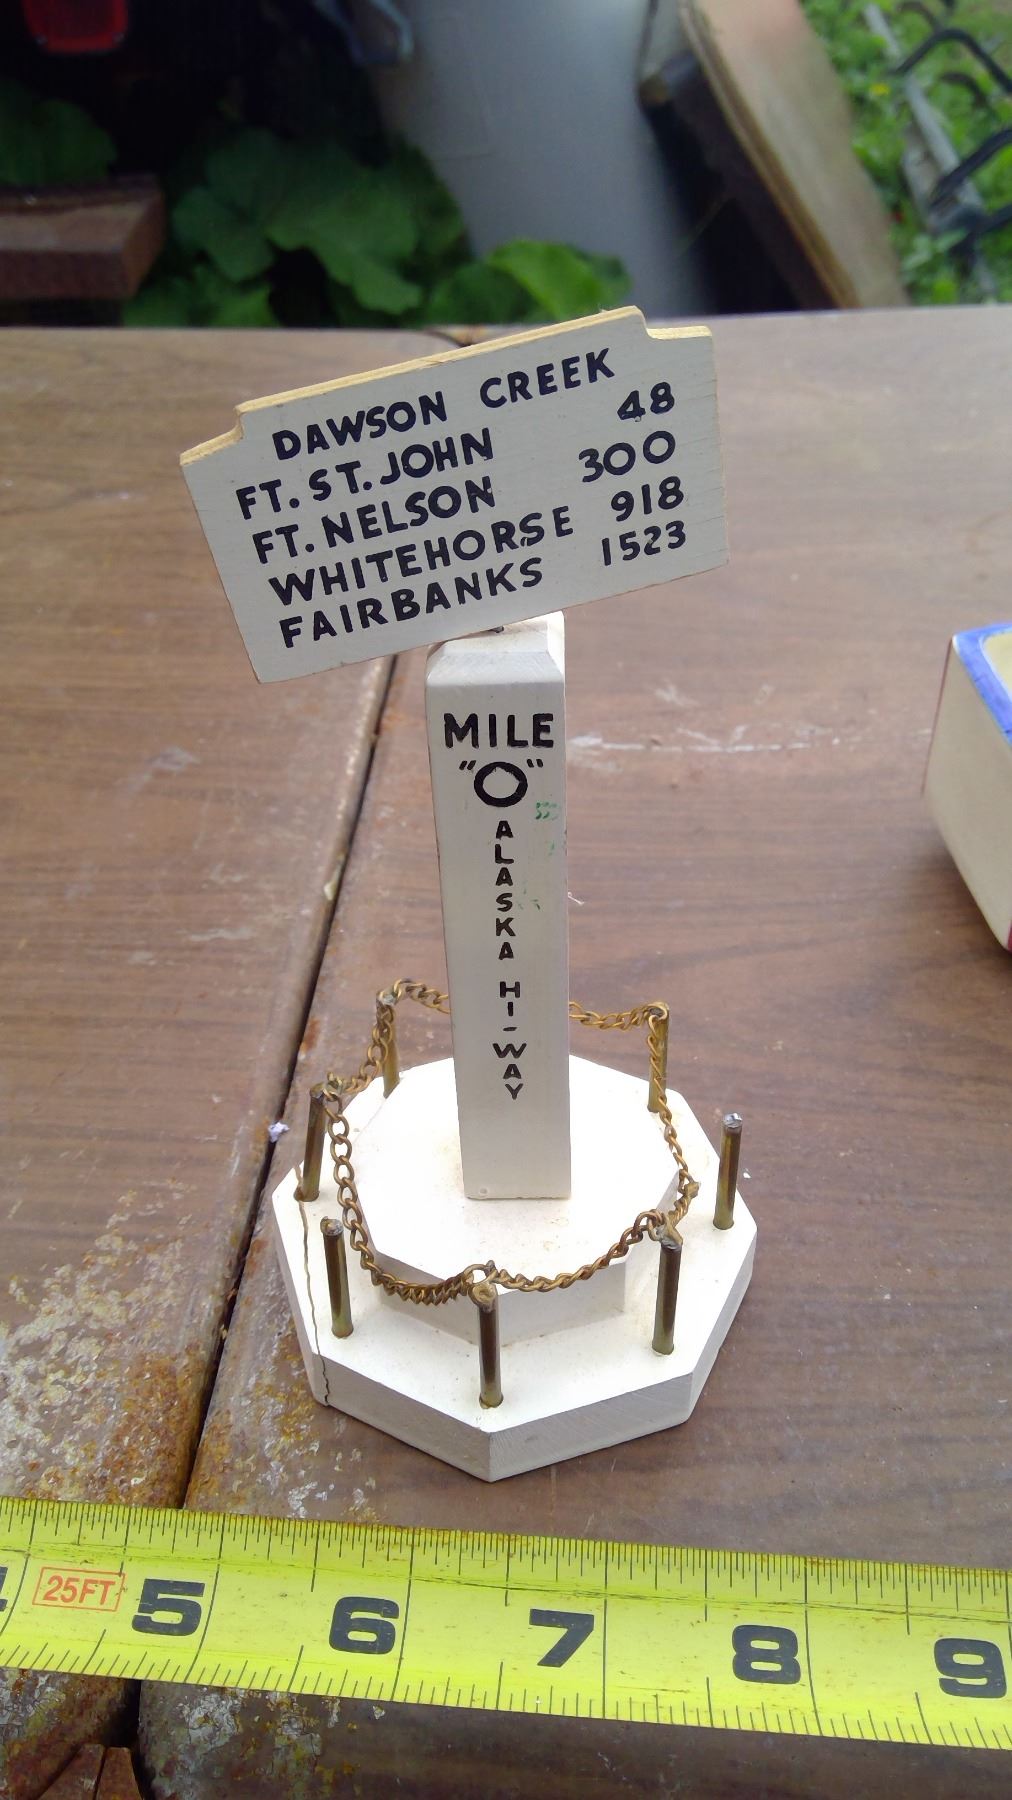 DAWSON CREEK
FT. ST. JOHN 48
FT. NELSON 300
WHITEHORSE 918
FAIRBANKS 1523
MILE
"O"
ALASKA HI-WAY
25FT 5 6 7 8 9